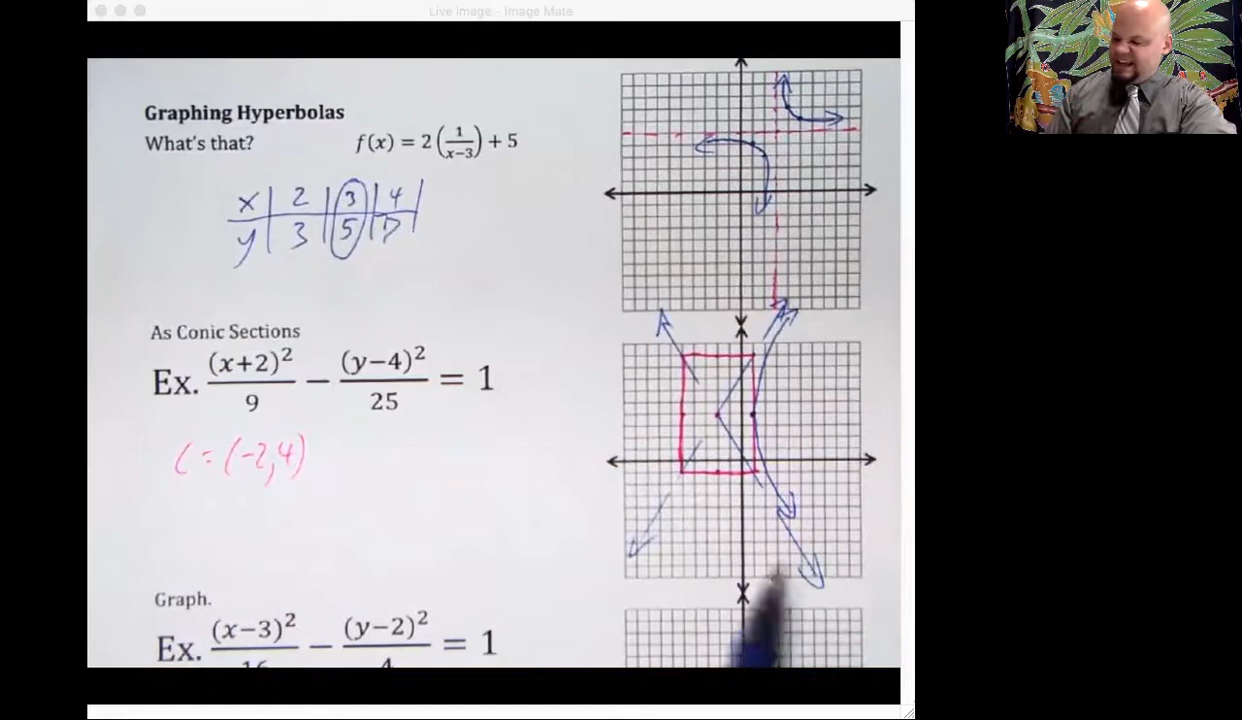 Live Image - Image Mate
Graphing Hyperbolas
What's that? f(x) = 2(1/(x−3)) + 5
x | 2 | 3 | 4
y | 3 | 5 | 7
As Conic Sections
Ex. (x+2)²/9 − (y−4)²/25 = 1
C = (-2,4)
Graph.
Ex. (x−3)²/16 − (y−2)²/4 = 1